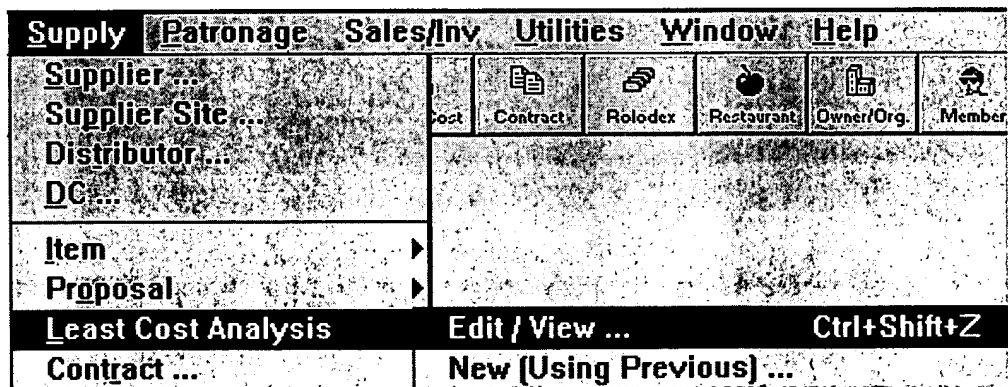 Supply Patronage Sales/Inv Utilities Window Help
Supplier ...
Supplier Site ...
Distributor ...
DC ...
Cost Contract Rolodex Restaurant Owner/Org. Member
Item
Proposal
Least Cost Analysis Edit / View ... Ctrl+Shift+Z
Contract ... New (Using Previous) ...